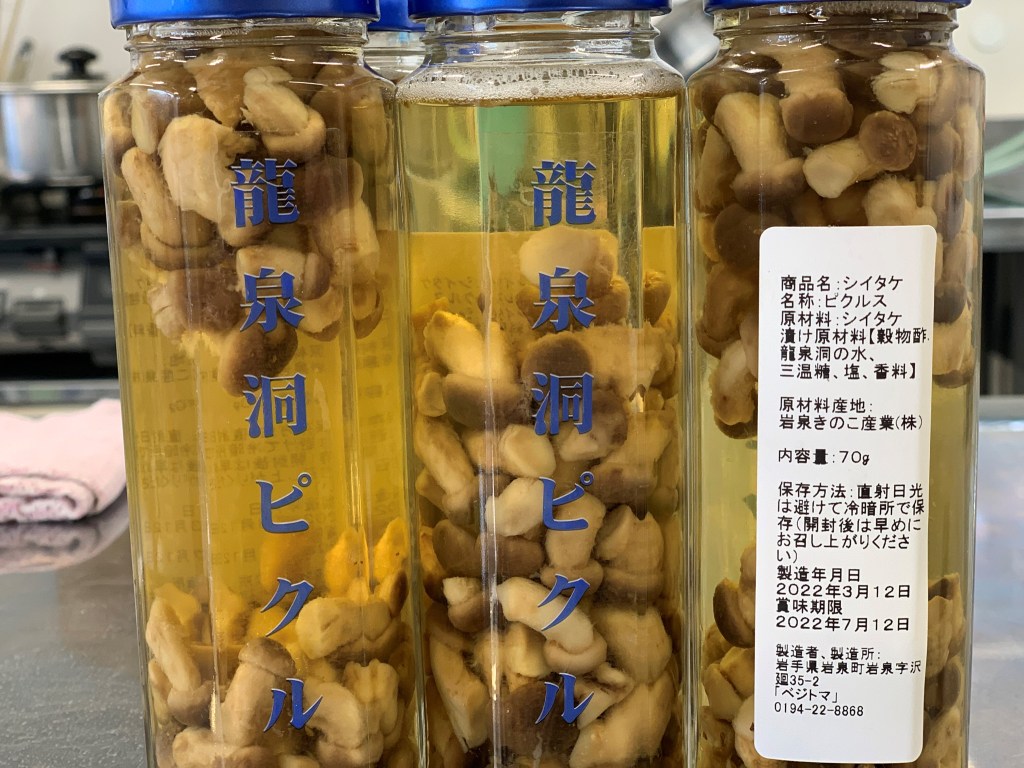 龍泉洞ピクル
龍泉洞ピクル
商品名:シイタケ
名称:ピクルス
原材料:シイタケ
漬け原材料【穀物酢、
龍泉洞の水、
三温糖、塩、香料】
原材料産地:
岩泉きのこ産業(株)
内容量:70g
保存方法:直射日光
は避けて冷暗所で保
存(開封後は早めに
お召し上がりくださ
い)
製造年月日
2022年3月12日
賞味期限
2022年7月12日
製造者、製造所:
岩手県岩泉町岩泉字沢
廻35-2
「ベジトマ」
0194-22-8868